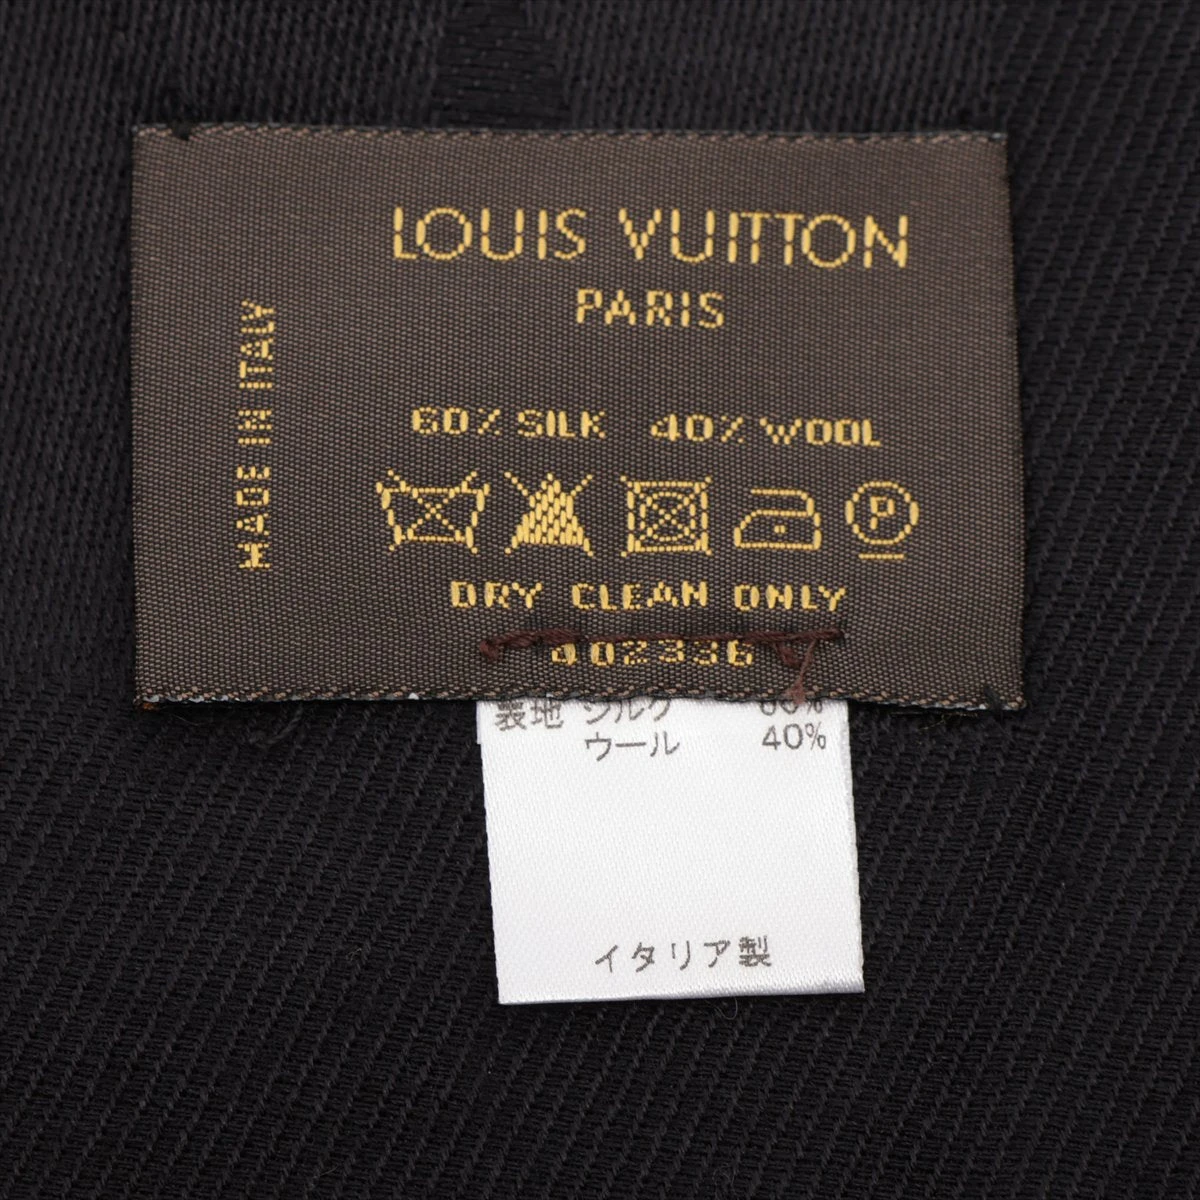 LOUIS VUITTON
PARIS
MADE IN ITALY
60% SILK 40% WOOL
P
DRY CLEAN ONLY
402336
表地 シルク 60%
ウール 40%
イタリア製